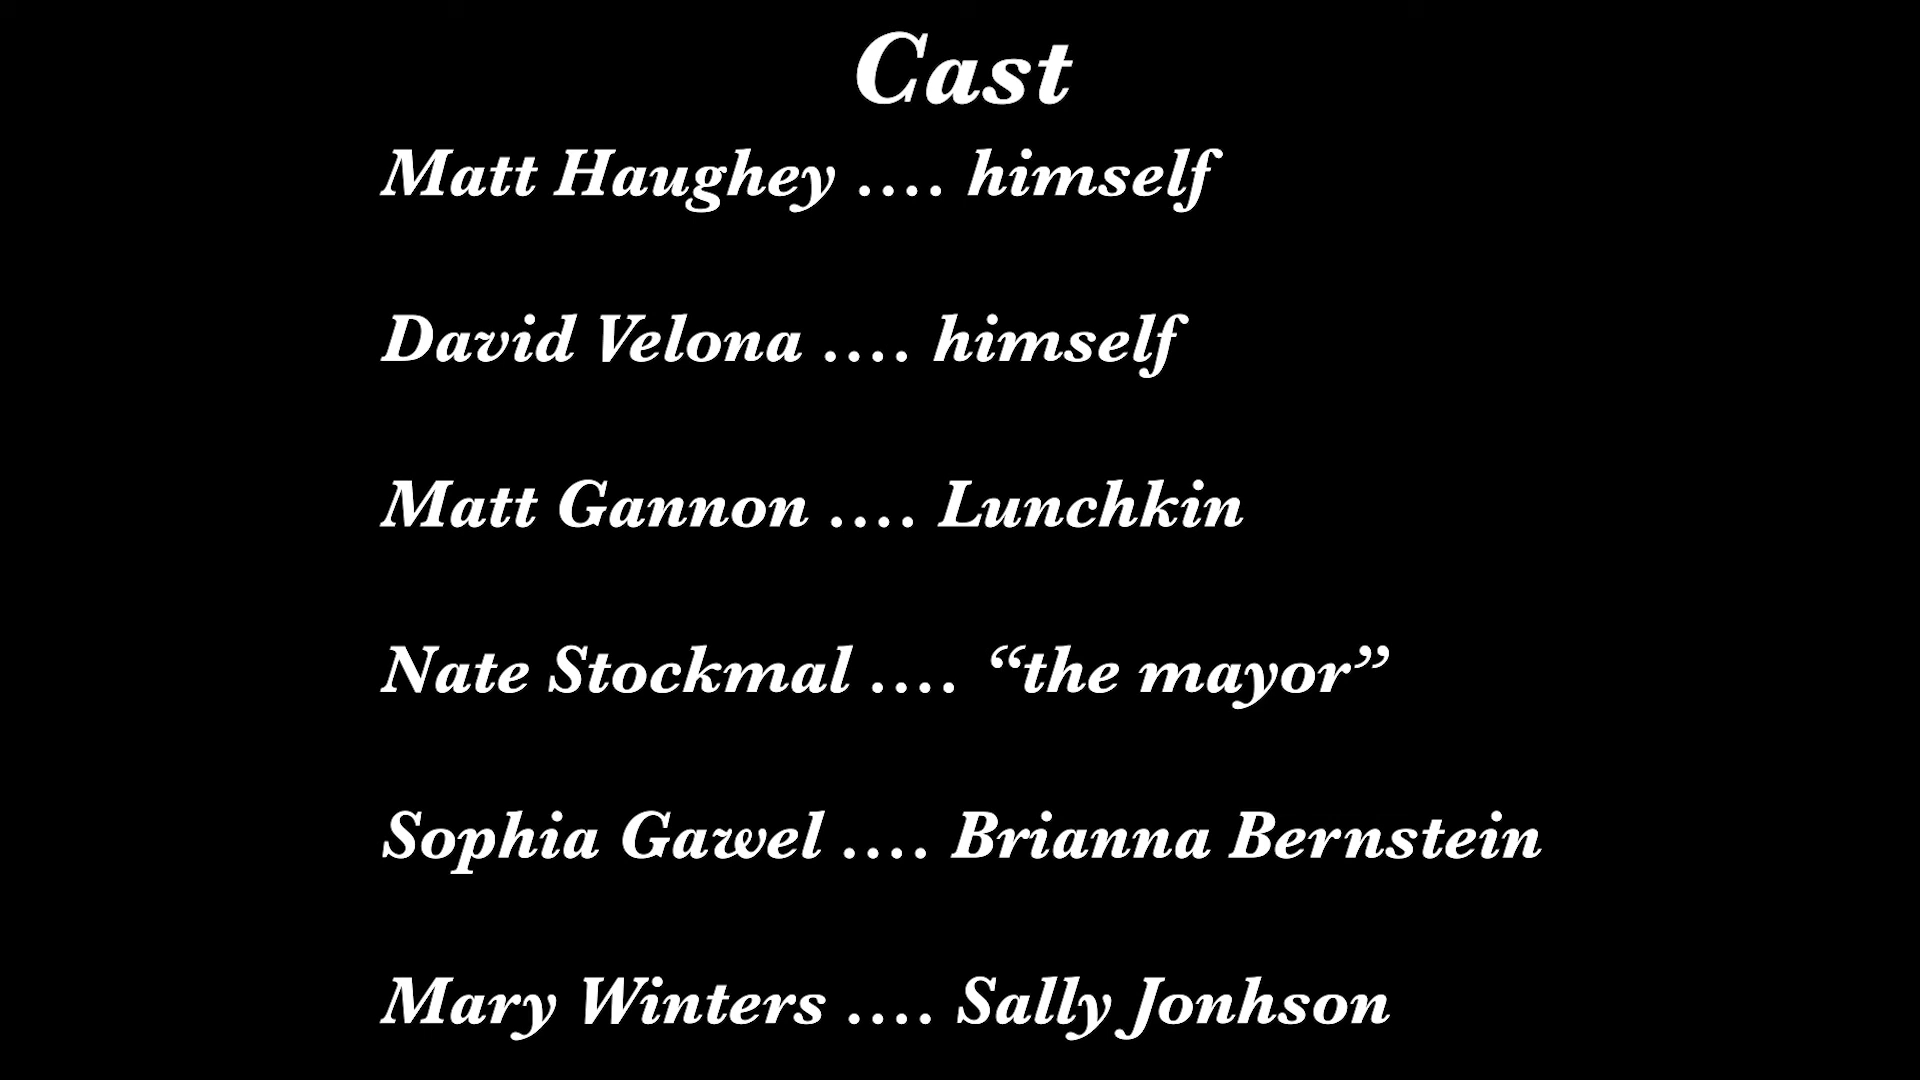 Cast
Matt Haughey .... himself
David Velona .... himself
Matt Gannon .... Lunchkin
Nate Stockmal .... “the mayor”
Sophia Gawel .... Brianna Bernstein
Mary Winters .... Sally Jonhson